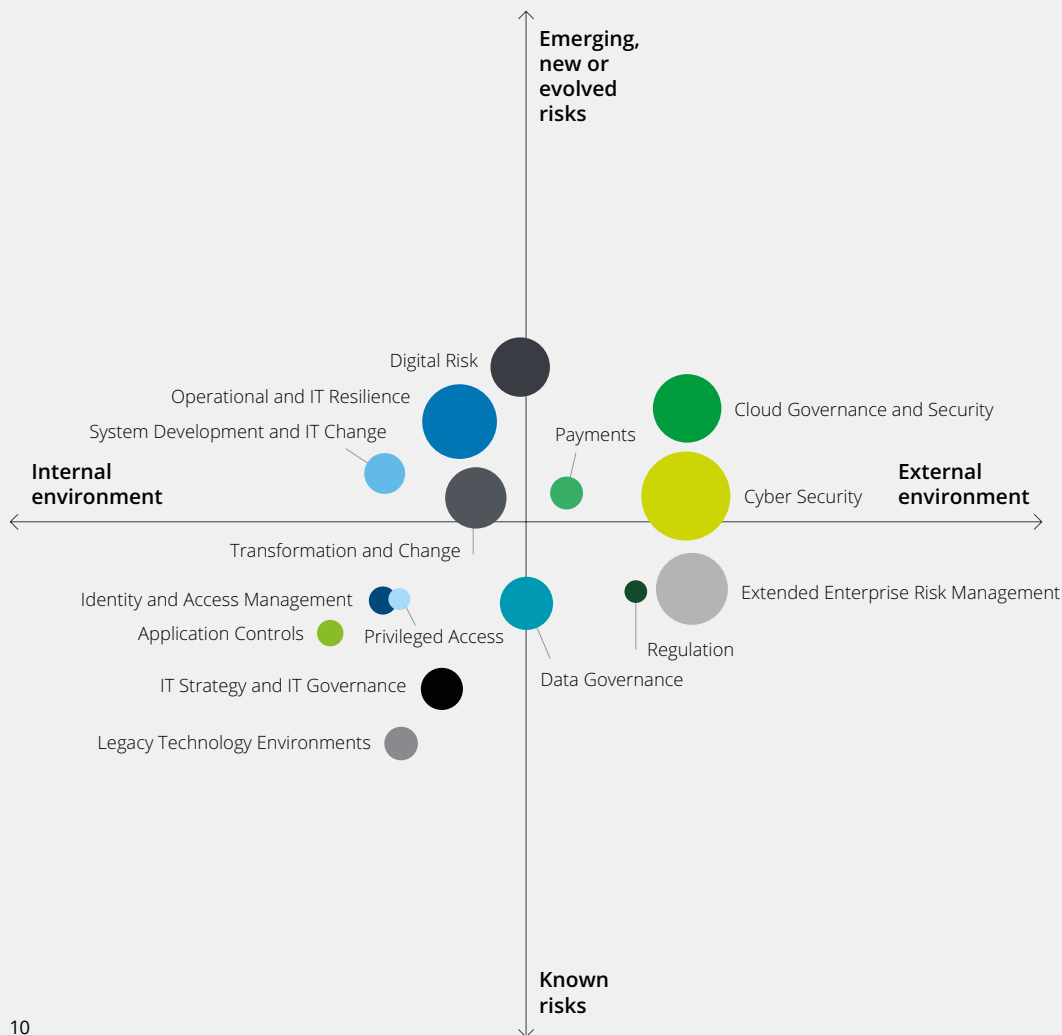 Emerging,
new or
evolved
risks
Digital Risk
Operational and IT Resilience
System Development and IT Change
Payments
Cloud Governance and Security
Internal
environment
External
environment
Cyber Security
Transformation and Change
Identity and Access Management
Privileged Access
Application Controls
Extended Enterprise Risk Management
Regulation
Data Governance
IT Strategy and IT Governance
Legacy Technology Environments
Known
risks
10